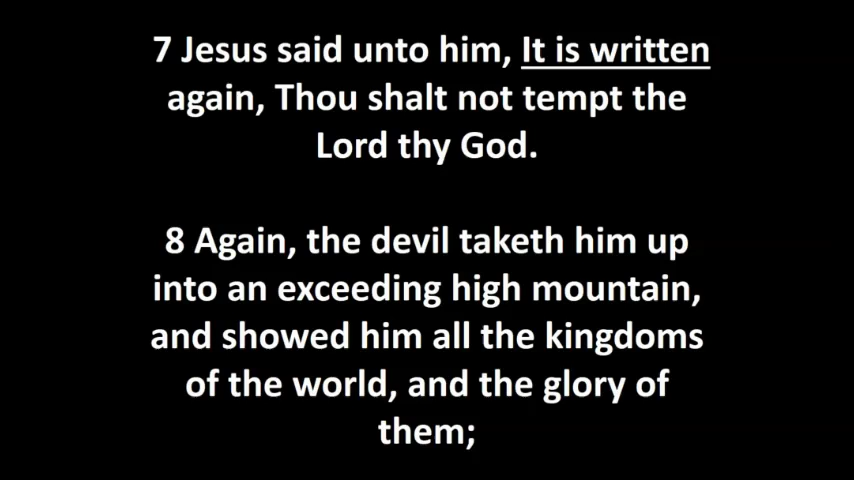 7 Jesus said unto him, It is written
again, Thou shalt not tempt the
Lord thy God.
8 Again, the devil taketh him up
into an exceeding high mountain,
and showed him all the kingdoms
of the world, and the glory of
them;